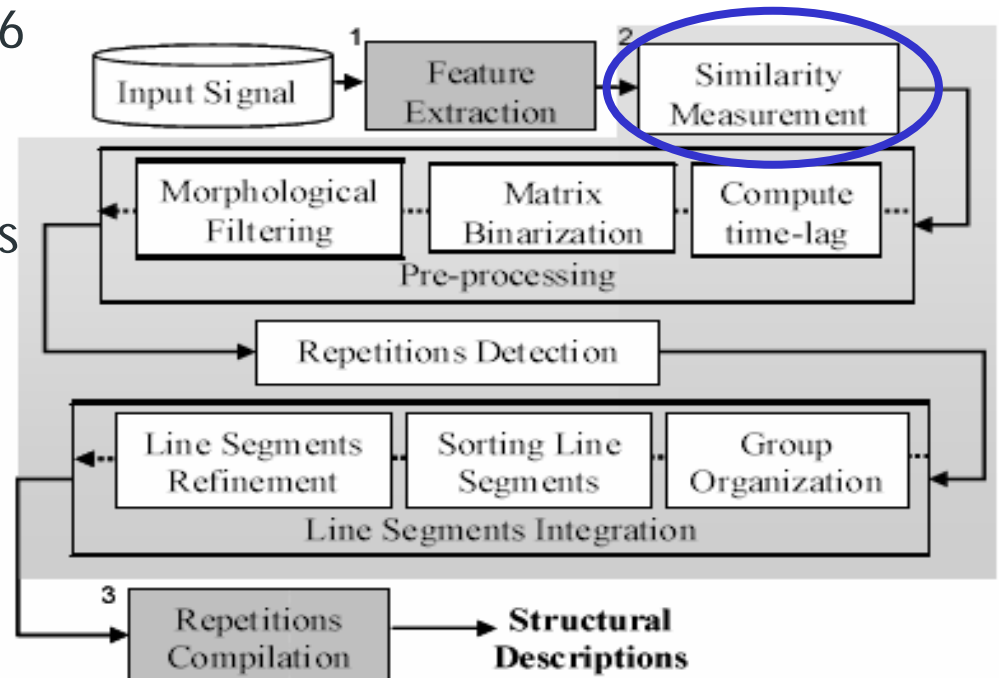 6
1
Feature
Extraction
2
Similarity
Measurement
Input Signal
s
Morphological
Filtering
Matrix
Binarization
Compute
time-lag
Pre-processing
Repetitions Detection
Line Segments
Refinement
Sorting Line
Segments
Group
Organization
Line Segments Integration
3
Repetitions
Compilation
Structural
Descriptions